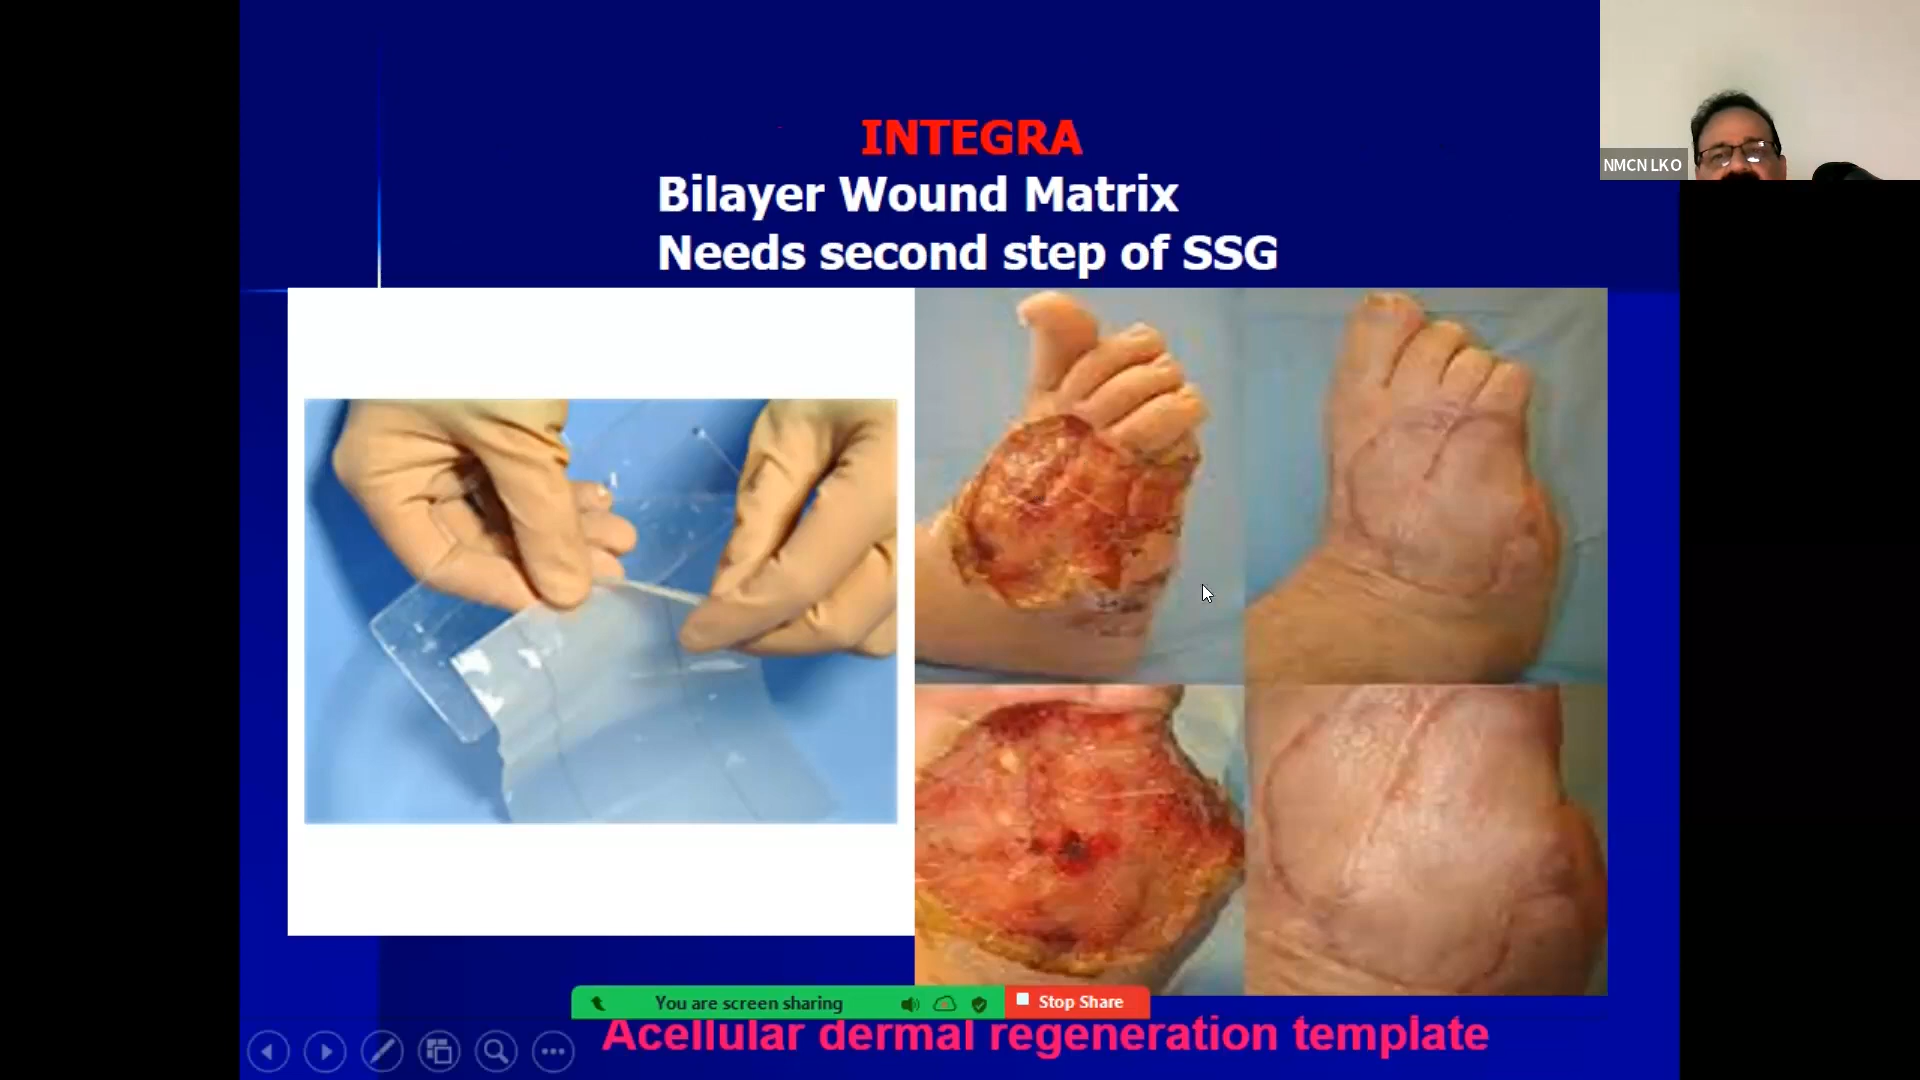 INTEGRA
Bilayer Wound Matrix
Needs second step of SSG
NMCN LKO
You are screen sharing
Stop Share
Acellular dermal regeneration template